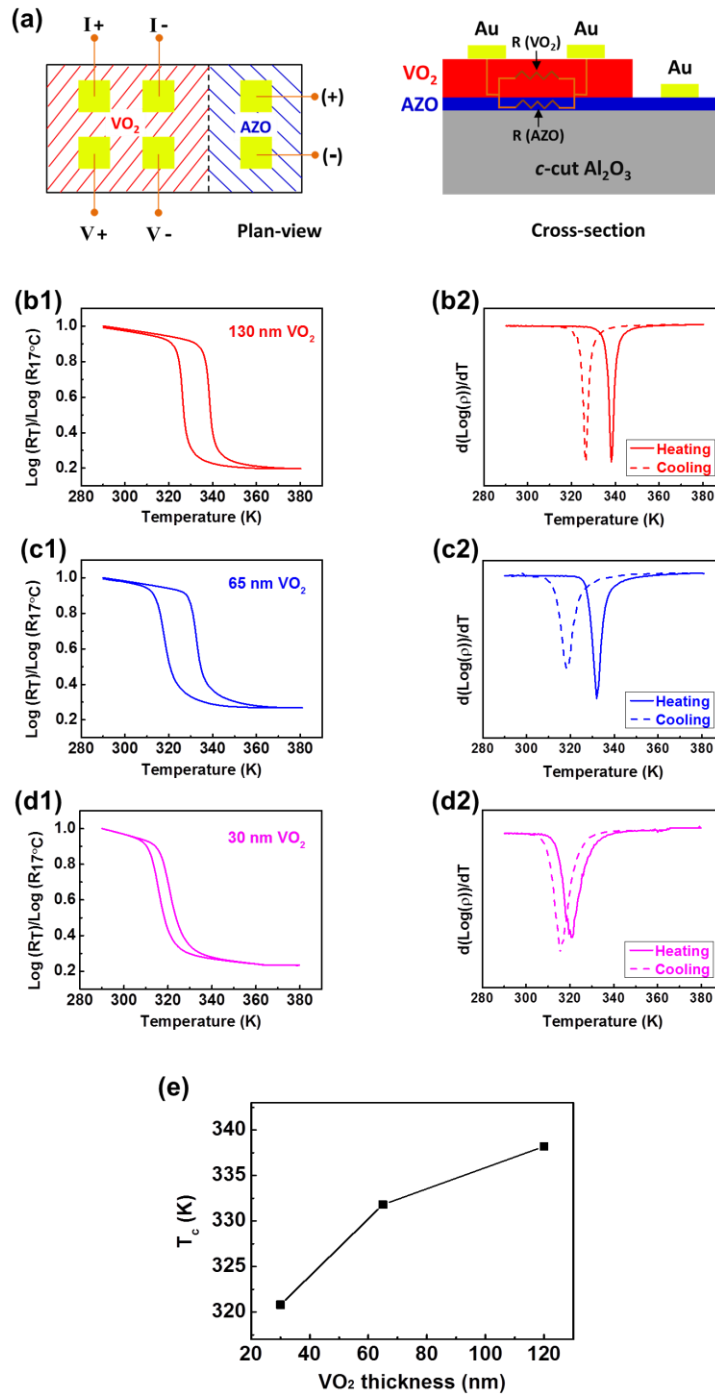 (a)
I+ I-
VO2
AZO
(+)
(-)
V+ V-
Plan-view
Au Au Au
R (VO2)
VO2
AZO
R (AZO)
c-cut Al2O3
Cross-section
(b1)
Log (RT)/Log (R17°C)
1.0
0.8
0.6
0.4
0.2
130 nm VO2
280 300 320 340 360 380
Temperature (K)
(b2)
d(Log(ρ))/dT
Heating
Cooling
280 300 320 340 360 380
Temperature (K)
(c1)
Log (RT)/Log (R17°C)
1.0
0.8
0.6
0.4
0.2
65 nm VO2
280 300 320 340 360 380
Temperature (K)
(c2)
d(Log(ρ))/dT
Heating
Cooling
280 300 320 340 360 380
Temperature (K)
(d1)
Log (RT)/Log (R17°C)
1.0
0.8
0.6
0.4
0.2
30 nm VO2
280 300 320 340 360 380
Temperature (K)
(d2)
d(Log(ρ))/dT
Heating
Cooling
280 300 320 340 360 380
Temperature (K)
(e)
Tc (K)
340
335
330
325
320
20 40 60 80 100 120
VO2 thickness (nm)